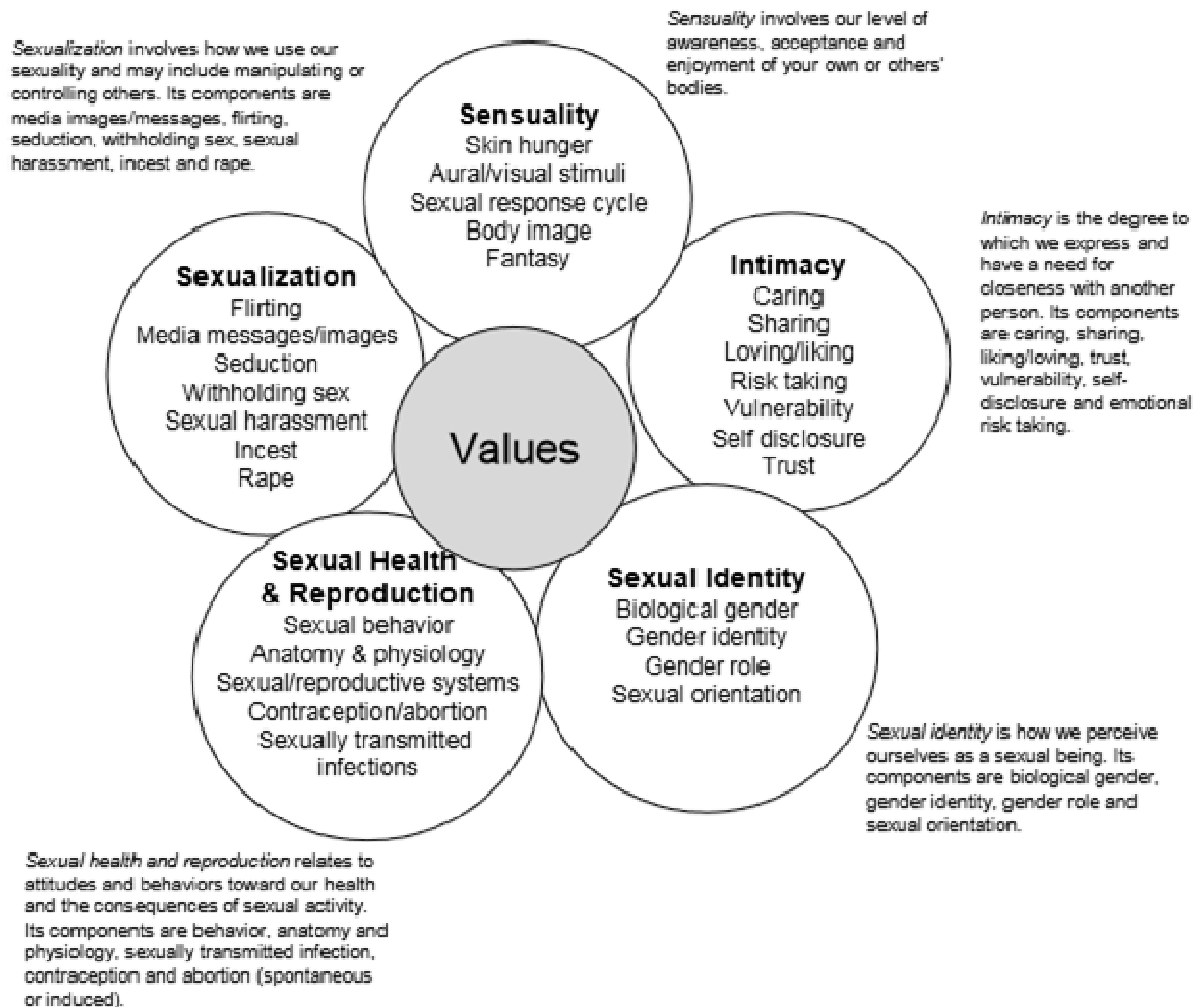 Sensuality involves our level of
awareness, acceptance and
enjoyment of your own or others'
bodies.
Sexualization involves how we use our
sexuality and may include manipulating or
controlling others. Its components are
media images/messages, flirting,
seduction, withholding sex, sexual
harassment, incest and rape.
Sensuality
Skin hunger
Aural/visual stimuli
Sexual response cycle
Body image
Fantasy
Intimacy is the degree to
which we express and
have a need for
closeness with another
person. Its components
are caring, sharing,
liking/loving, trust,
vulnerability, self-
disclosure and emotional
risk taking.
Sexualization
Flirting
Media messages/images
Seduction
Withholding sex
Sexual harassment
Incest
Rape
Intimacy
Caring
Sharing
Loving/liking
Risk taking
Vulnerability
Self disclosure
Trust
Values
Sexual Health
& Reproduction
Sexual behavior
Anatomy & physiology
Sexual/reproductive systems
Contraception/abortion
Sexually transmitted
infections
Sexual Identity
Biological gender
Gender identity
Gender role
Sexual orientation
Sexual identity is how we perceive
ourselves as a sexual being. Its
components are biological gender,
gender identity, gender role and
sexual orientation.
Sexual health and reproduction relates to
attitudes and behaviors toward our health
and the consequences of sexual activity.
Its components are behavior, anatomy and
physiology, sexually transmitted infection,
contraception and abortion (spontaneous
or induced).